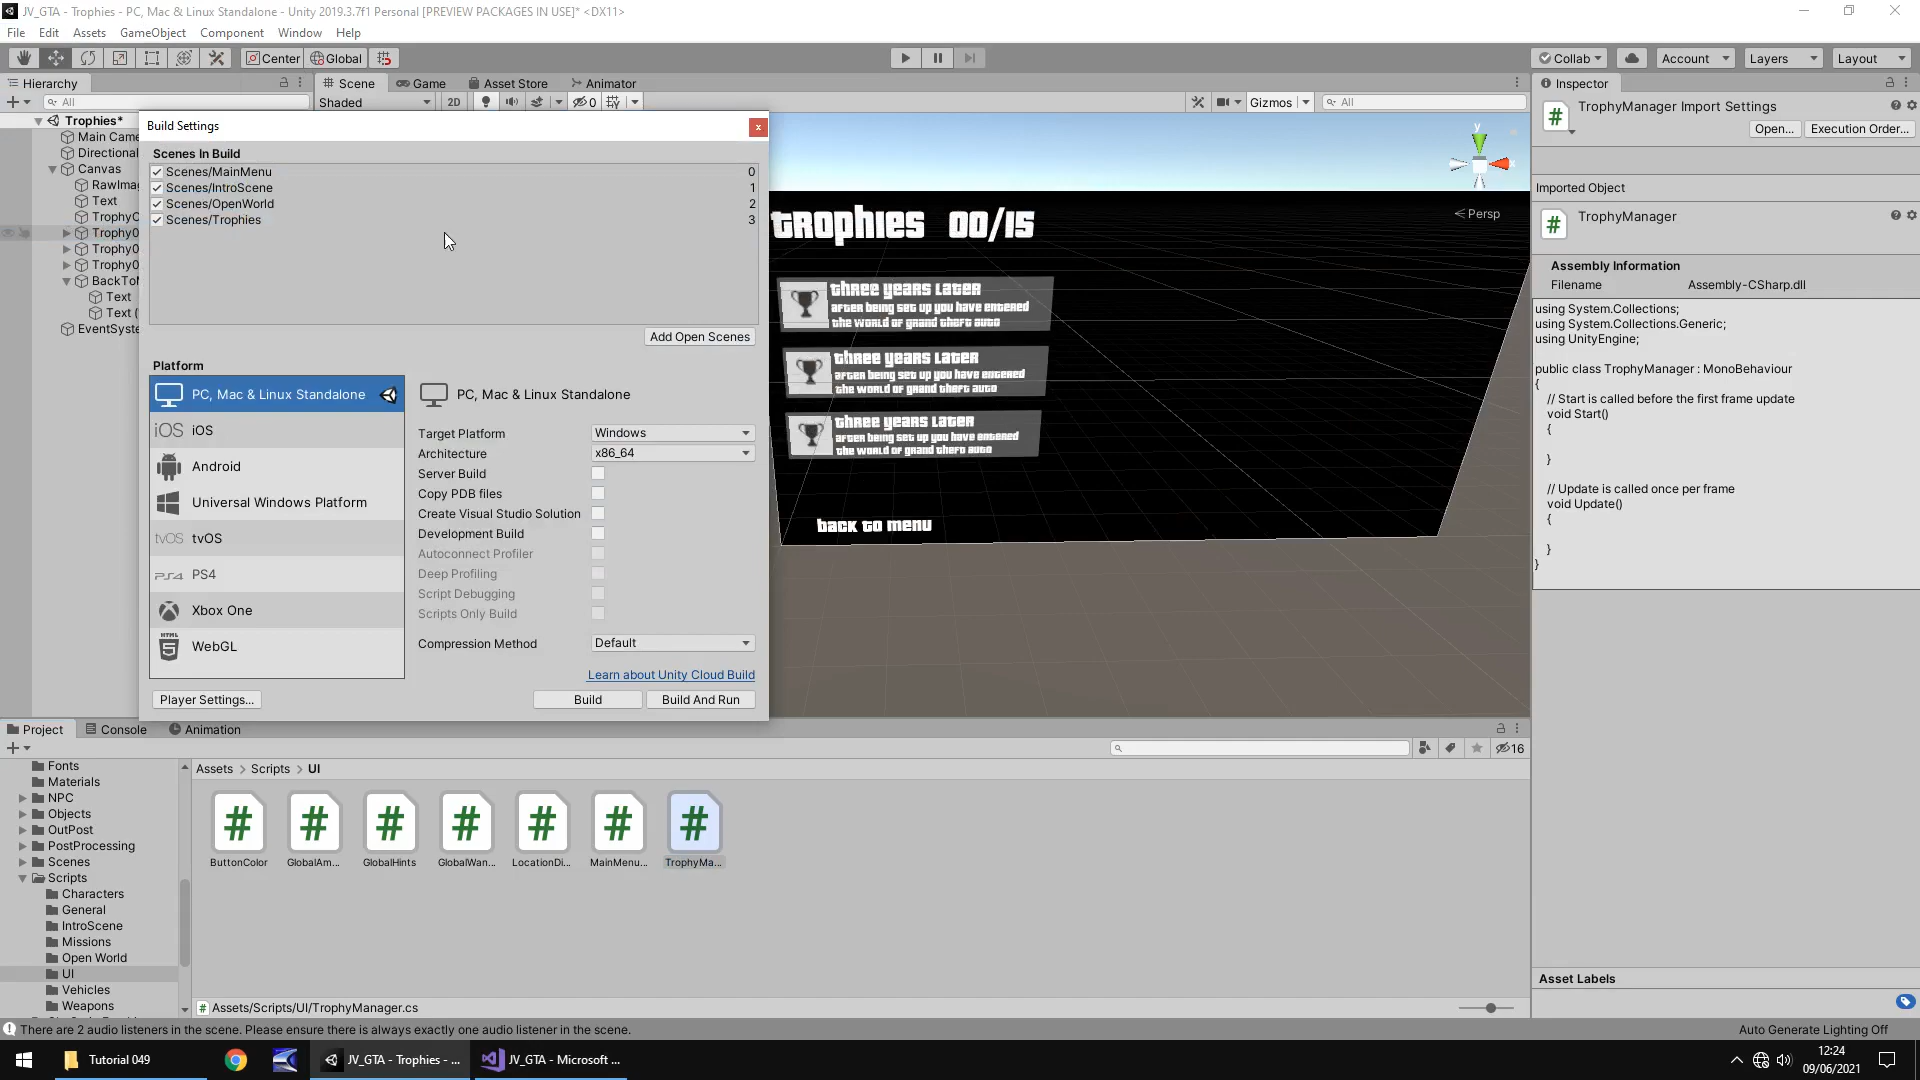 JV_GTA - Trophies - PC, Mac & Linux Standalone - Unity 2019.3.7f1 Personal [PREVIEW PACKAGES IN USE]* <DX11>
File Edit Assets GameObject Component Window Help
Center Global Collab Account Layers Layout
Hierarchy Scene Game Asset Store Animator Inspector
All Shaded 2D 0 Gizmos All
TrophyManager Import Settings
Open... Execution Order...
Trophies*
Main Came
Directional
Canvas
RawImag
Text
TrophyC
Trophy0
Trophy0
Trophy0
BackToM
Text
Text (
EventSyste
Build Settings
x
Scenes In Build
Scenes/MainMenu 0
Scenes/IntroScene 1
Scenes/OpenWorld 2
Scenes/Trophies 3
Add Open Scenes
Platform
PC, Mac & Linux Standalone
iOS iOS
Android
Universal Windows Platform
tvOS tvOS
PS4 PS4
Xbox One
HTML 5 WebGL
PC, Mac & Linux Standalone
Target Platform Windows
Architecture x86_64
Server Build
Copy PDB files
Create Visual Studio Solution
Development Build
Autoconnect Profiler
Deep Profiling
Script Debugging
Scripts Only Build
Compression Method Default
Learn about Unity Cloud Build
Player Settings... Build Build And Run
y
x
Persp
Trophies 00/15
Three Years Later
After being set up you have entered
the world of Grand Theft Auto
Three Years Later
After being set up you have entered
the world of Grand Theft Auto
Three Years Later
After being set up you have entered
the world of Grand Theft Auto
Back to Menu
Imported Object
TrophyManager
Assembly Information
Filename Assembly-CSharp.dll
using System.Collections;
using System.Collections.Generic;
using UnityEngine;
public class TrophyManager : MonoBehaviour
{
// Start is called before the first frame update
void Start()
{
}
// Update is called once per frame
void Update()
{
}
}
Asset Labels
Project Console Animation
16
Fonts
Materials
NPC
Objects
OutPost
PostProcessing
Scenes
Scripts
Characters
General
IntroScene
Missions
Open World
UI
Vehicles
Weapons
Assets > Scripts > UI
ButtonColor GlobalAm... GlobalHints GlobalWan... LocationDi... MainMenu... TrophyMa...
Assets/Scripts/UI/TrophyManager.cs
There are 2 audio listeners in the scene. Please ensure there is always exactly one audio listener in the scene.
Auto Generate Lighting Off
Tutorial 049
JV_GTA - Trophies - ...
JV_GTA - Microsoft ...
12:24
09/06/2021